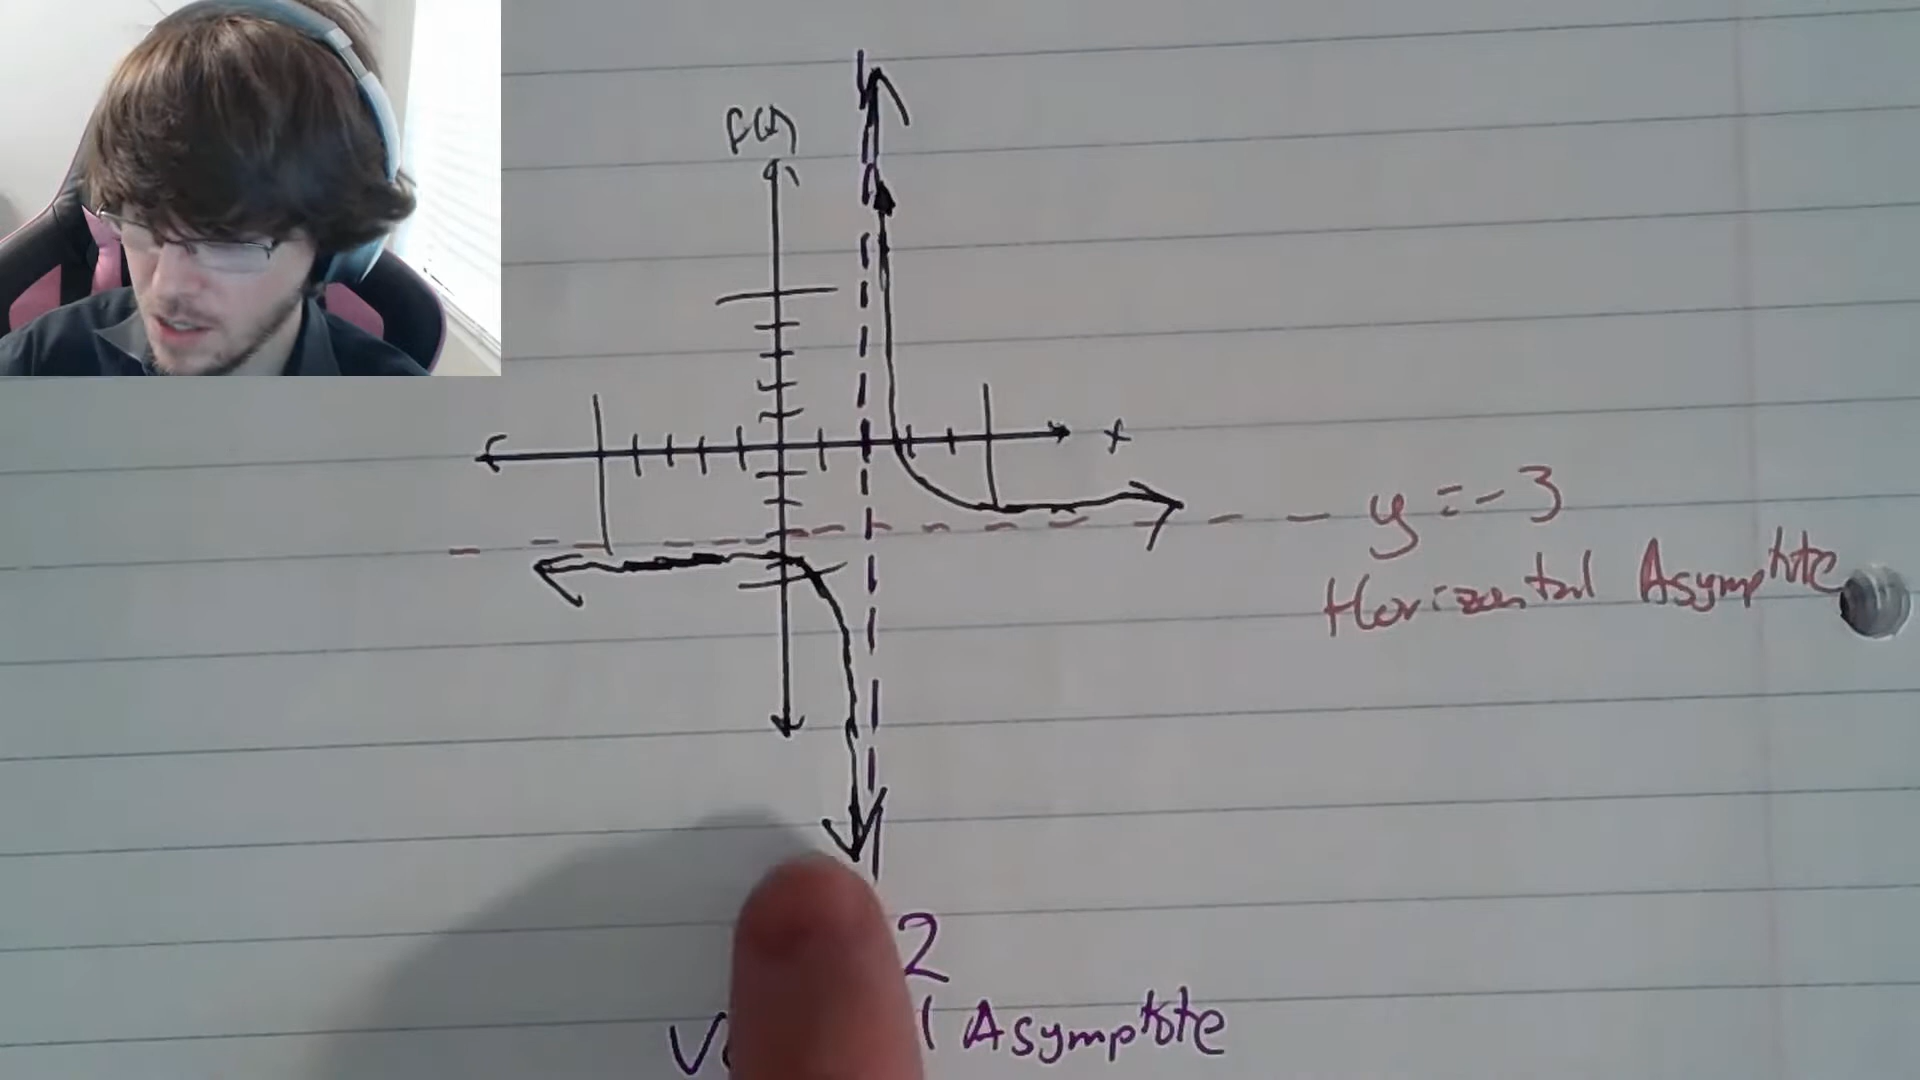 F(x)
x
y = -3
Horizontal Asymptote
2
Asymptote